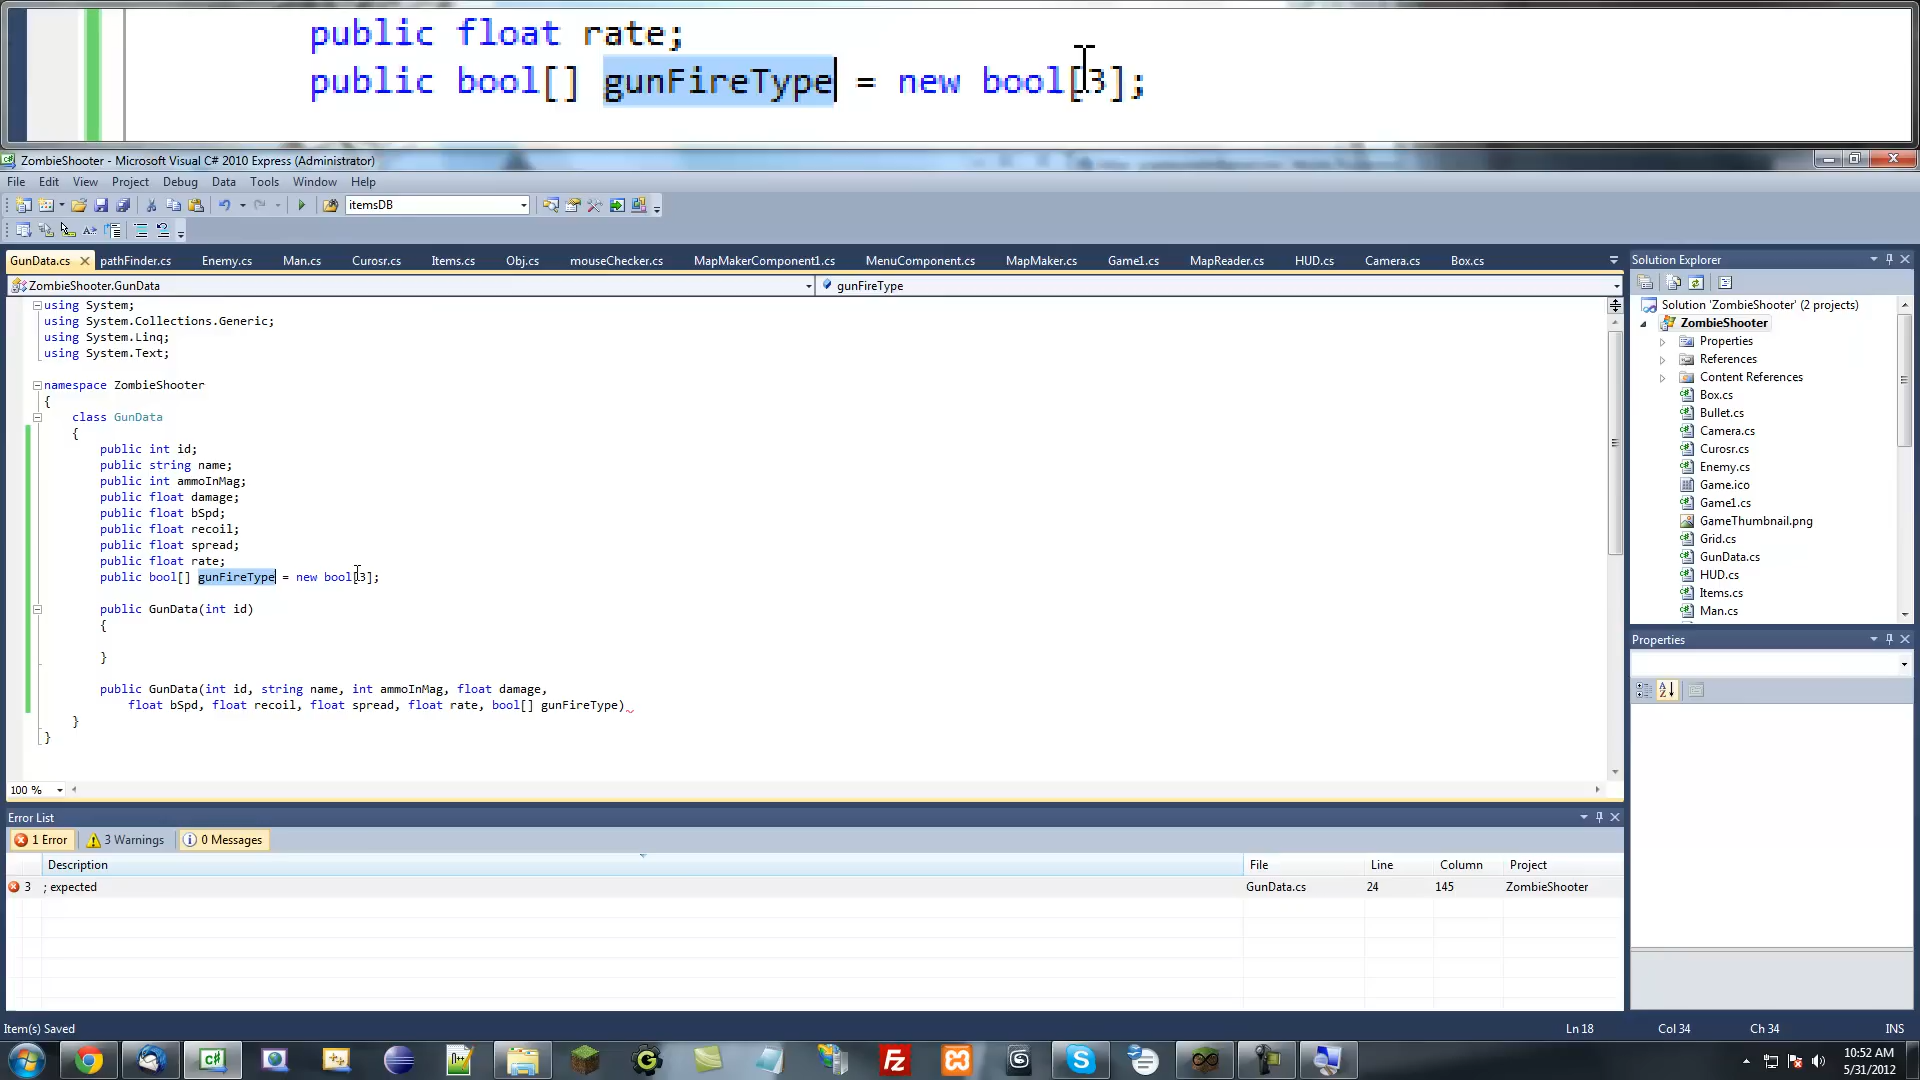 public float rate;
public bool[] gunFireType = new bool[3];
ZombieShooter - Microsoft Visual C# 2010 Express (Administrator)
File Edit View Project Debug Data Tools Window Help
itemsDB
GunData.cs pathFinder.cs Enemy.cs Man.cs Curosr.cs Items.cs Obj.cs mouseChecker.cs MapMakerComponent1.cs MenuComponent.cs MapMaker.cs Game1.cs MapReader.cs HUD.cs Camera.cs Box.cs
ZombieShooter.GunData gunFireType
using System;
using System.Collections.Generic;
using System.Linq;
using System.Text;
namespace ZombieShooter
{
class GunData
{
public int id;
public string name;
public int ammoInMag;
public float damage;
public float bSpd;
public float recoil;
public float spread;
public float rate;
public bool[] gunFireType = new bool[3];
public GunData(int id)
{
}
public GunData(int id, string name, int ammoInMag, float damage,
float bSpd, float recoil, float spread, float rate, bool[] gunFireType)
}
}
100 %
Solution Explorer
Solution 'ZombieShooter' (2 projects)
ZombieShooter
Properties
References
Content References
Box.cs
Bullet.cs
Camera.cs
Curosr.cs
Enemy.cs
Game.ico
Game1.cs
GameThumbnail.png
Grid.cs
GunData.cs
HUD.cs
Items.cs
Man.cs
Properties
Error List
1 Error 3 Warnings 0 Messages
Description File Line Column Project
3 ; expected GunData.cs 24 145 ZombieShooter
Item(s) Saved Ln 18 Col 34 Ch 34 INS
10:52 AM
5/31/2012